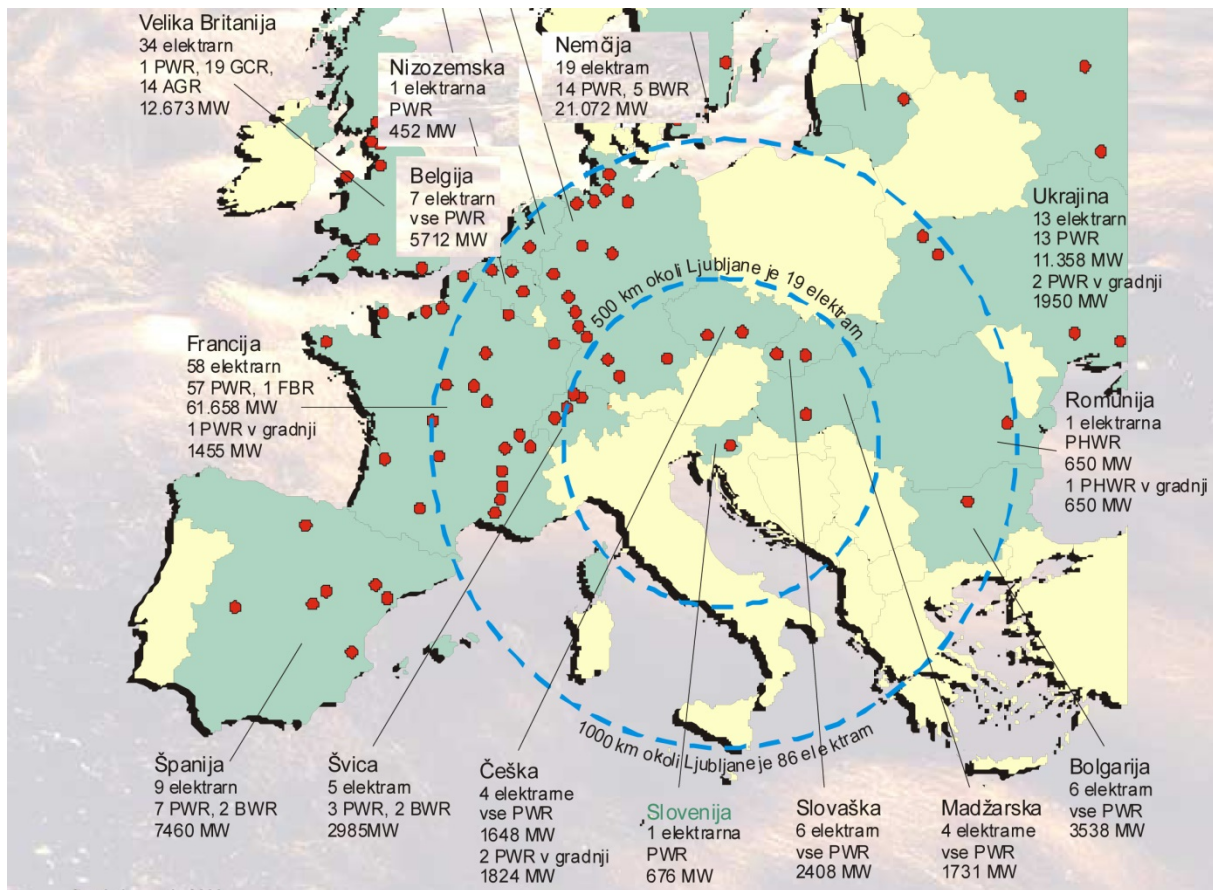 Velika Britanija
34 elektrarn
1 PWR, 19 GCR,
14 AGR
12.673 MW
Nizozemska
1 elektrarna
PWR
452 MW
Nemčija
19 elektrarn
14 PWR, 5 BWR
21.072 MW
Belgija
7 elektrarn
vse PWR
5712 MW
Ukrajina
13 elektrarn
13 PWR
11.358 MW
2 PWR v gradnji
1950 MW
500 km okoli Ljubljane je 19 elektrarn
Francija
58 elektrarn
57 PWR, 1 FBR
61.658 MW
1 PWR v gradnji
1455 MW
Romunija
1 elektrarna
PHWR
650 MW
1 PHWR v gradnji
650 MW
1000 km okoli Ljubljane je 86 elektrarn
Španija
9 elektrarn
7 PWR, 2 BWR
7460 MW
Švica
5 elektrarn
3 PWR, 2 BWR
2985MW
Češka
4 elektrarne
vse PWR
1648 MW
2 PWR v gradnji
1824 MW
Slovenija
1 elektrarna
PWR
676 MW
Slovaška
6 elektrarn
vse PWR
2408 MW
Madžarska
4 elektrarne
vse PWR
1731 MW
Bolgarija
6 elektrarn
vse PWR
3538 MW